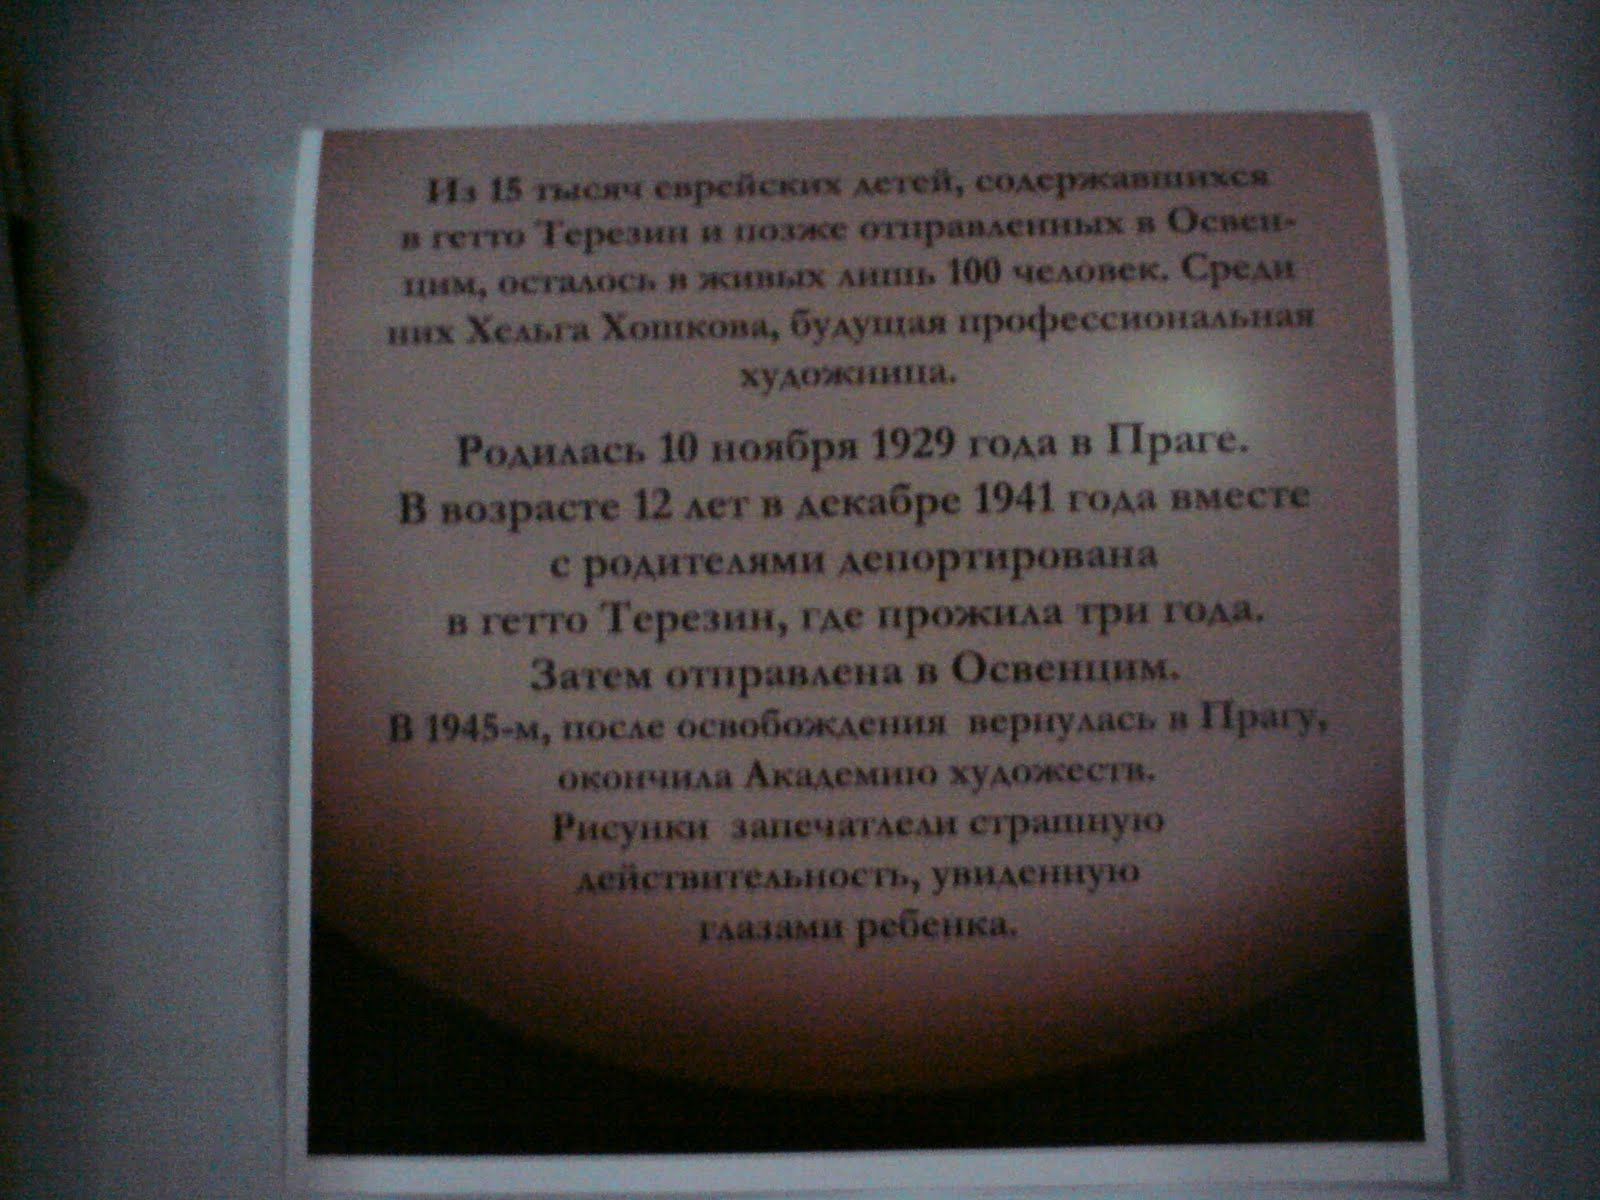 Из 15 тысяч еврейских детей, содержавшихся
в гетто Терезин и позже отправленных в Освен-
цим, осталось в живых лишь 100 человек. Среди
них Хельга Хошкова, будущая профессиональная
художница.
Родилась 10 ноября 1929 года в Праге.
В возрасте 12 лет в декабре 1941 года вместе
с родителями депортирована
в гетто Терезин, где прожила три года.
Затем отправлена в Освенцим.
В 1945-м, после освобождения вернулась в Прагу,
окончила Академию художеств.
Рисунки запечатлели страшную
действительность, увиденную
глазами ребенка.